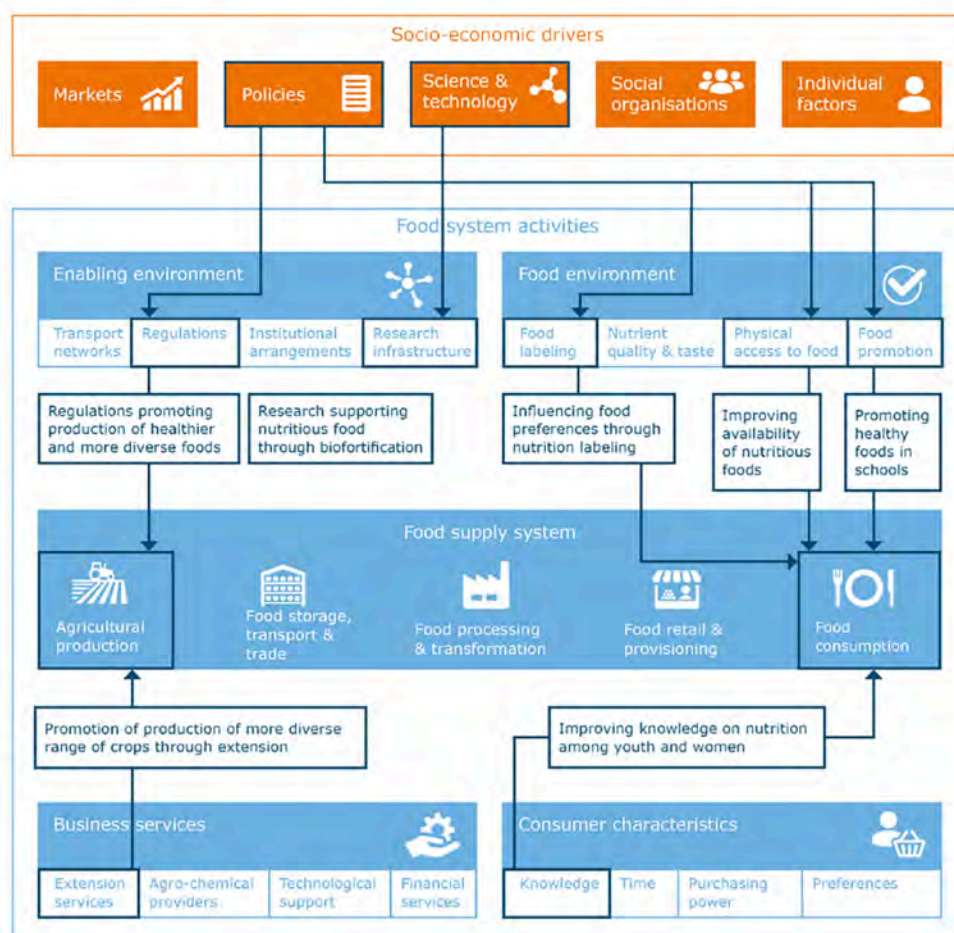 Socio-economic drivers
Markets
Policies
Science &
technology
Social
organisations
Individual
factors
Food system activities
Enabling environment
Transport
networks
Regulations
Institutional
arrangements
Research
infrastructure
Food environment
Food
labeling
Nutrient
quality & taste
Physical
access to food
Food
promotion
Regulations promoting
production of healthier
and more diverse foods
Research supporting
nutritious food
through biofortification
Influencing food
preferences through
nutrition labeling
Improving
availability
of nutritious
foods
Promoting
healthy
foods in
schools
Food supply system
Agricultural
production
Food storage,
transport &
trade
Food processing
& transformation
Food retail &
provisioning
Food
consumption
Promotion of production of more diverse
range of crops through extension
Improving knowledge on nutrition
among youth and women
Business services
Extension
services
Agro-chemical
providers
Technological
support
Financial
services
Consumer characteristics
Knowledge
Time
Purchasing
power
Preferences